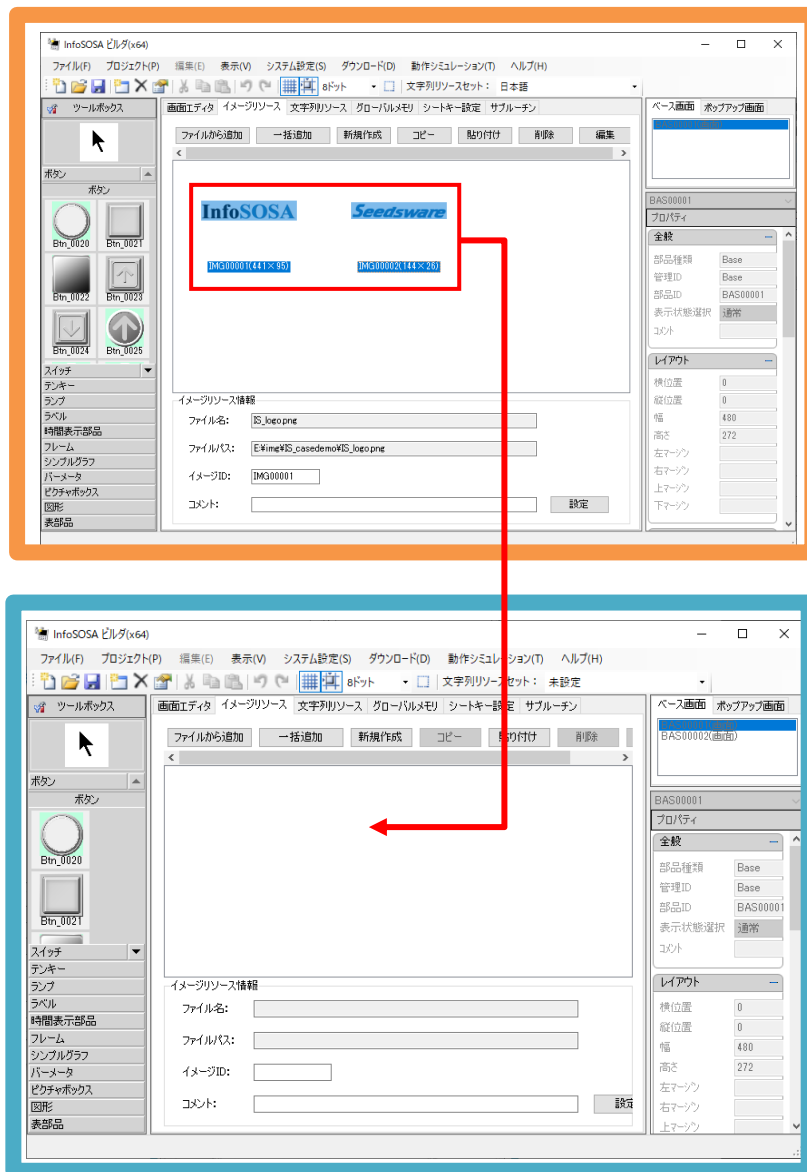 InfoSOSA ビルダ(x64)
ファイル(F) プロジェクト(P) 編集(E) 表示(V) システム設定(S) ダウンロード(D) 動作シミュレーション(T) ヘルプ(H)
8ドット 文字列リソースセット： 日本語
ツールボックス
画面エディタ イメージリソース 文字列リソース グローバルメモリ シートキー設定 サブルーチン
ベース画面 ポップアップ画面
ファイルから追加 一括追加 新規作成 コピー 貼り付け 削除 編集
ボタン
ボタン
Btn_0020 Btn_0021
Btn_0022 Btn_0023
Btn_0024 Btn_0025
スイッチ
テンキー
ランプ
ラベル
時間表示部品
フレーム
シンプルグラフ
バーメータ
ピクチャボックス
図形
表部品
InfoSOSA Seedsware
IMG00001(441×95) IMG00002(144×26)
イメージリソース情報
ファイル名: IS_logo.png
ファイルパス: E:¥img¥IS_casedemo¥IS_logo.png
イメージID: IMG00001
コメント: 設定
BAS00001
プロパティ
全般
部品種類 Base
管理ID Base
部品ID BAS00001
表示状態選択 通常
コメント
レイアウト
横位置 0
縦位置 0
幅 480
高さ 272
左マージン
右マージン
上マージン
下マージン
InfoSOSA ビルダ(x64)
ファイル(F) プロジェクト(P) 編集(E) 表示(V) システム設定(S) ダウンロード(D) 動作シミュレーション(T) ヘルプ(H)
8ドット 文字列リソースセット： 未設定
ツールボックス
画面エディタ イメージリソース 文字列リソース グローバルメモリ シートキー設定 サブルーチン
ベース画面 ポップアップ画面
BAS00002(画面)
ファイルから追加 一括追加 新規作成 コピー 貼り付け 削除
ボタン
ボタン
Btn_0020
Btn_0021
スイッチ
テンキー
ランプ
ラベル
時間表示部品
フレーム
シンプルグラフ
バーメータ
ピクチャボックス
図形
表部品
イメージリソース情報
ファイル名:
ファイルパス:
イメージID:
コメント: 設定
BAS00001
プロパティ
全般
部品種類 Base
管理ID Base
部品ID BAS00001
表示状態選択 通常
コメント
レイアウト
横位置 0
縦位置 0
幅 480
高さ 272
左マージン
右マージン
上マージン